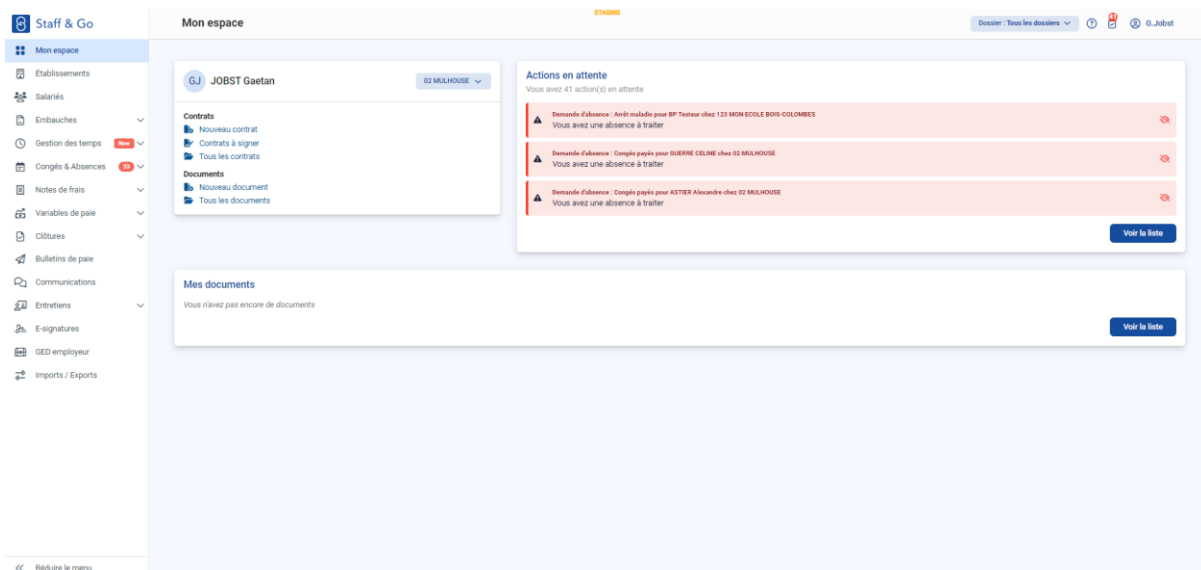 STAGING
Staff & Go
Mon espace
Dossier : Tous les dossiers
41
G.Jobst
Mon espace
Établissements
Salariés
Embauches
Gestion des temps New
Congés & Absences 33
Notes de frais
Variables de paie
Clôtures
Bulletins de paie
Communications
Entretiens
E-signatures
GED employeur
Imports / Exports
Réduire le menu
GJ JOBST Gaetan
02 MULHOUSE
Contrats
Nouveau contrat
Contrats à signer
Tous les contrats
Documents
Nouveau document
Tous les documents
Actions en attente
Vous avez 41 action(s) en attente
Demande d'absence : Arrêt maladie pour BP Testeur chez 123 MON ECOLE BOIS-COLOMBES
Vous avez une absence à traiter
Demande d'absence : Congés payés pour GUERRE CELINE chez 02 MULHOUSE
Vous avez une absence à traiter
Demande d'absence : Congés payés pour ASTIER Alexandre chez 02 MULHOUSE
Vous avez une absence à traiter
Voir la liste
Mes documents
Vous n'avez pas encore de documents
Voir la liste